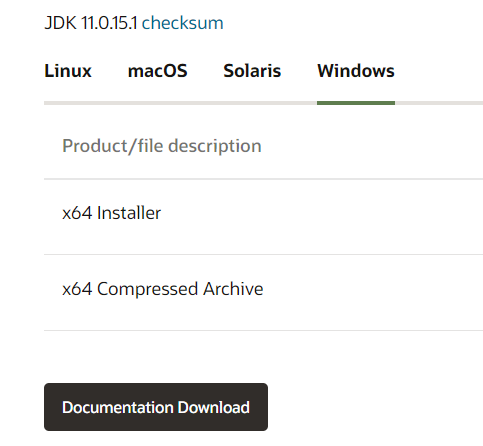 JDK 11.0.15.1 checksum
Linux macOS Solaris Windows
Product/file description
x64 Installer
x64 Compressed Archive
Documentation Download